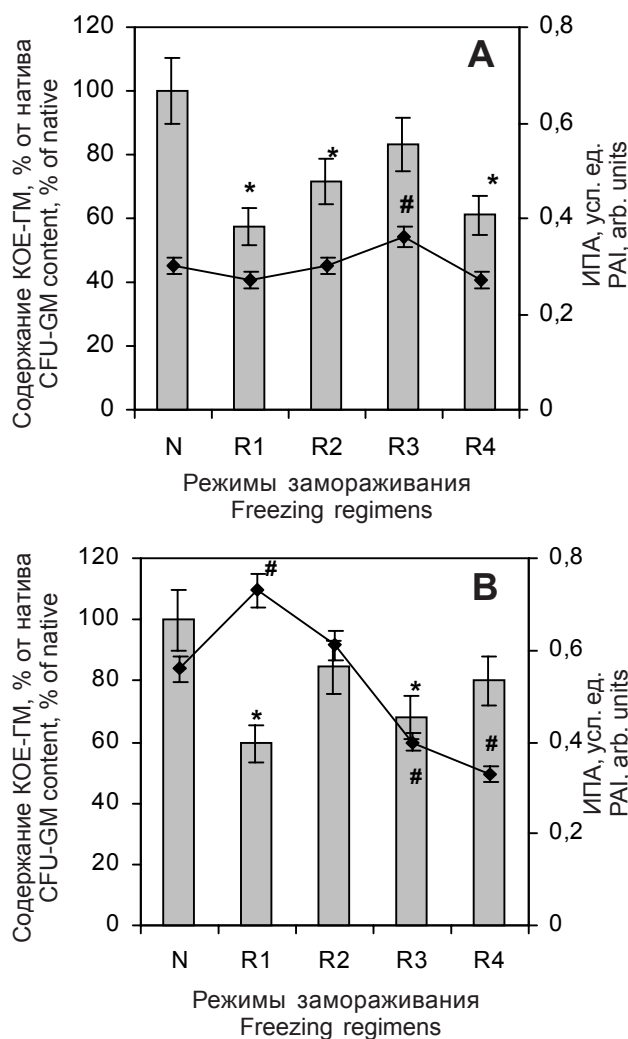 Содержание КОЕ-ГМ, % от натива
CFU-GM content, % of native
120
100
80
60
40
20
0
A
*
*
#
*
0,8
0,6
0,4
0,2
0
ИПА, усл. ед.
PAI, arb. units
N R1 R2 R3 R4
Режимы замораживания
Freezing regimens
Содержание КОЕ-ГМ, % от натива
CFU-GM content, % of native
120
100
80
60
40
20
0
B
#
*
*
#
#
0,8
0,6
0,4
0,2
0
ИПА, усл. ед.
PAI, arb. units
N R1 R2 R3 R4
Режимы замораживания
Freezing regimens